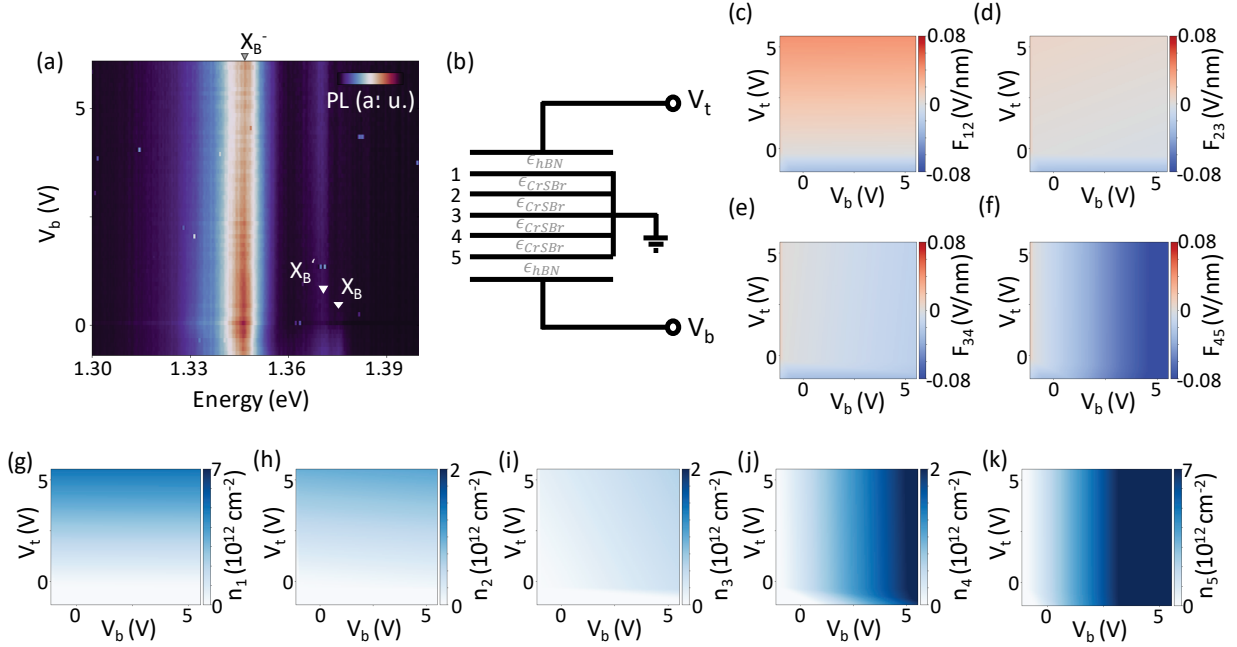 (a)
X_B^-
PL (a: u.)
X_B'
X_B
V_b (V)
5
0
1.30
1.33
1.36
1.39
Energy (eV)
(b)
V_t
ϵ_hBN
1
ϵ_CrSBr
2
ϵ_CrSBr
3
ϵ_CrSBr
4
ϵ_CrSBr
5
ϵ_hBN
V_b
(c)
V_t (V)
5
0
0
5
V_b (V)
0.08
0
-0.08
F_12 (V/nm)
(d)
V_t (V)
5
0
0
5
V_b (V)
0.08
0
-0.08
F_23 (V/nm)
(e)
V_t (V)
5
0
0
5
V_b (V)
0.08
0
-0.08
F_34 (V/nm)
(f)
V_t (V)
5
0
0
5
V_b (V)
0.08
0
-0.08
F_45 (V/nm)
(g)
V_t (V)
5
0
0
5
V_b (V)
7
0
n_1 (10^12 cm^-2)
(h)
V_t (V)
5
0
0
5
V_b (V)
2
0
n_2 (10^12 cm^-2)
(i)
V_t (V)
5
0
0
5
V_b (V)
2
0
n_3 (10^12 cm^-2)
(j)
V_t (V)
5
0
0
5
V_b (V)
2
0
n_4 (10^12 cm^-2)
(k)
V_t (V)
5
0
0
5
V_b (V)
7
0
n_5 (10^12 cm^-2)